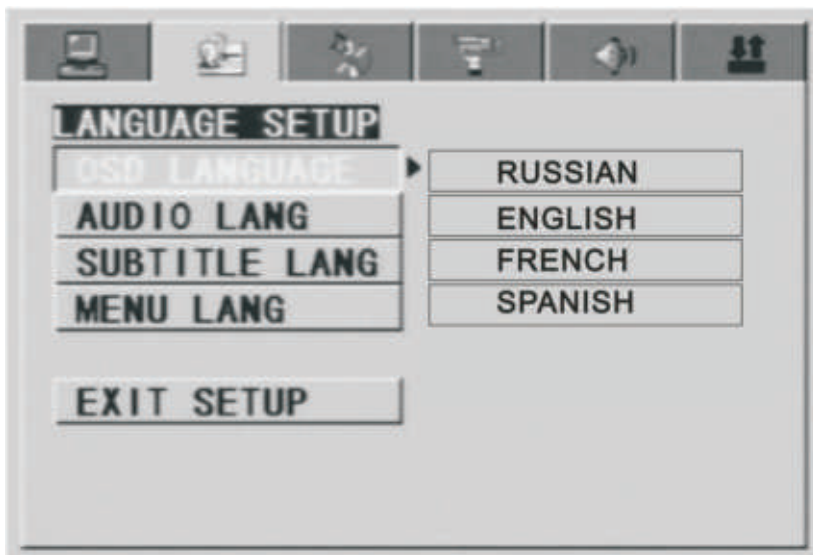 LANGUAGE SETUP
OSD LANGUAGE RUSSIAN
AUDIO LANG ENGLISH
SUBTITLE LANG FRENCH
MENU LANG SPANISH
EXIT SETUP